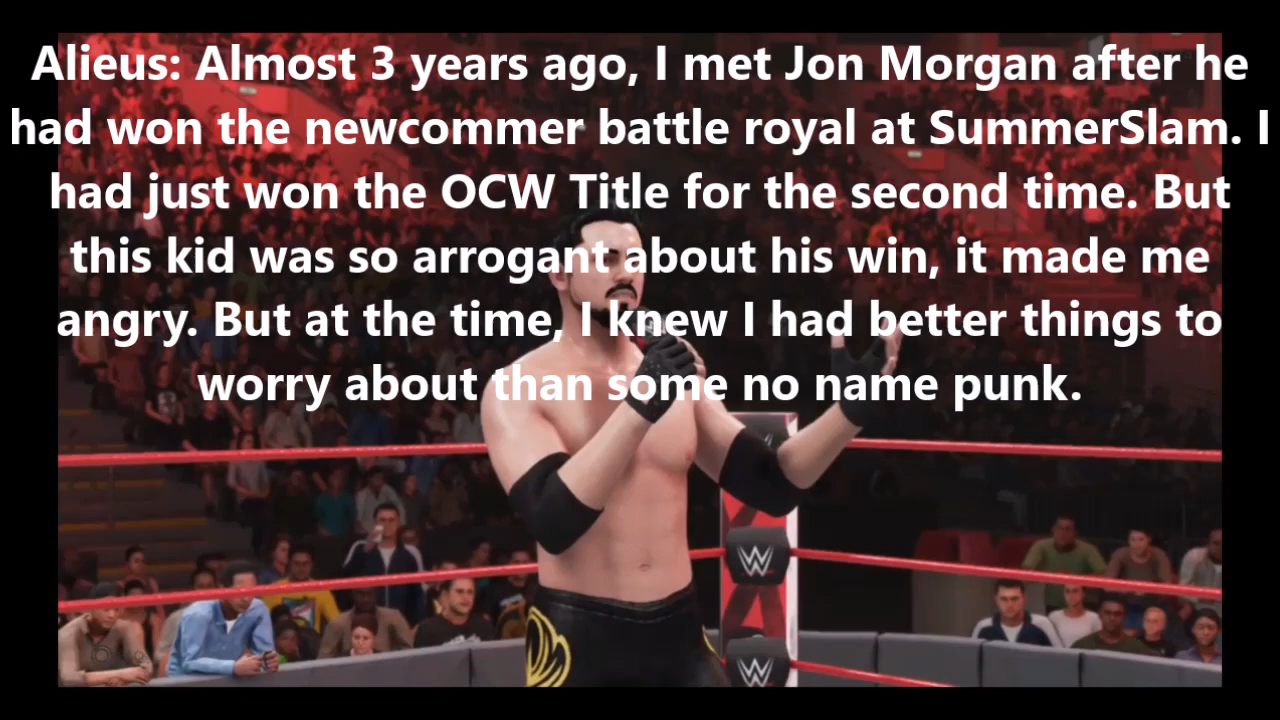 Alieus: Almost 3 years ago, I met Jon Morgan after he
had won the newcommer battle royal at SummerSlam. I
had just won the OCW Title for the second time. But
this kid was so arrogant about his win, it made me
angry. But at the time, I knew I had better things to
worry about than some no name punk.
W
W